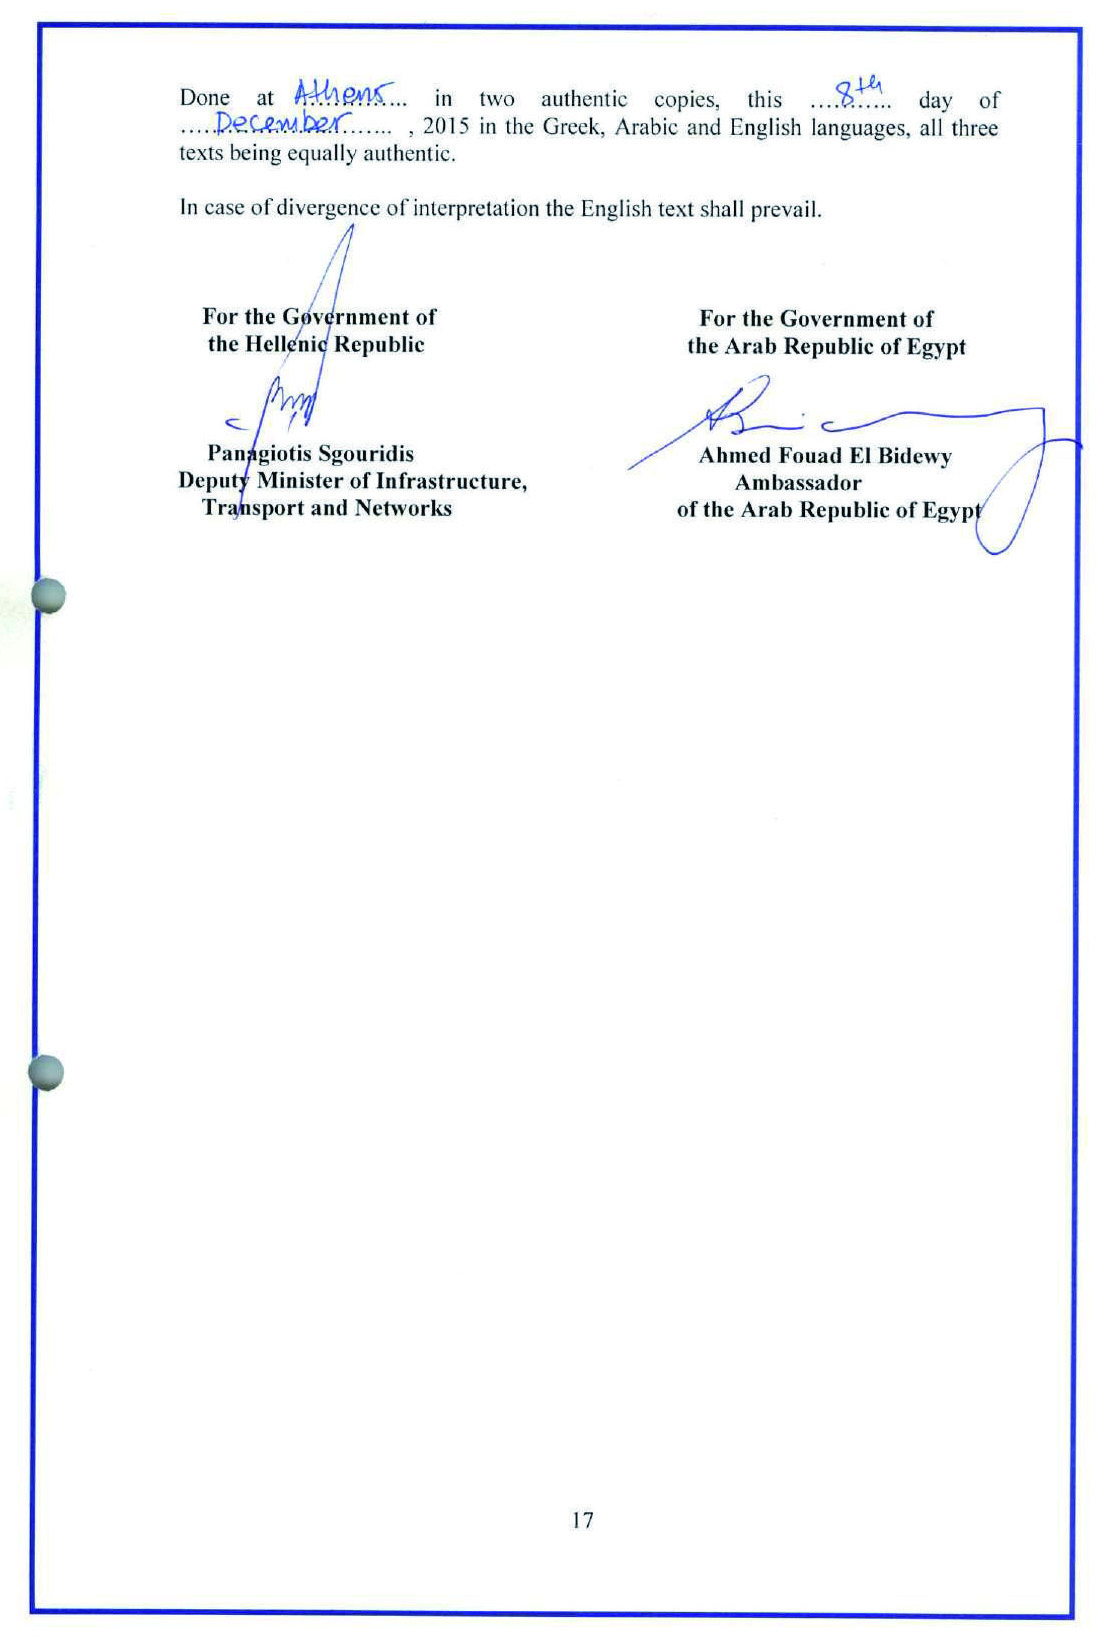 Done at Athens in two authentic copies, this 8th day of
December , 2015 in the Greek, Arabic and English languages, all three
texts being equally authentic.
In case of divergence of interpretation the English text shall prevail.
For the Government of
the Hellenic Republic
Panagiotis Sgouridis
Deputy Minister of Infrastructure,
Transport and Networks
For the Government of
the Arab Republic of Egypt
Ahmed Fouad El Bidewy
Ambassador
of the Arab Republic of Egypt
17